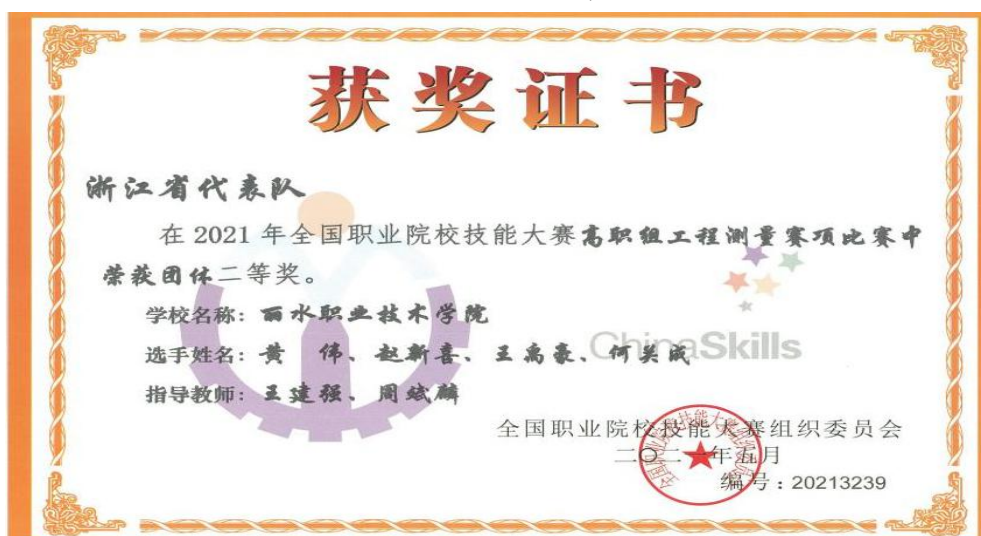 获奖证书
浙江省代表队
在 2021 年全国职业院校技能大赛高职组工程测量赛项比赛中
荣获团体二等奖。
学校名称：丽水职业技术学院
选手姓名：黄 伟、赵新喜、王禹豪、何美成
指导教师：王建强、周斌麟
ChinaSkills
全国职业院校技能大赛组织委员会
二〇二一年五月
编号：20213239